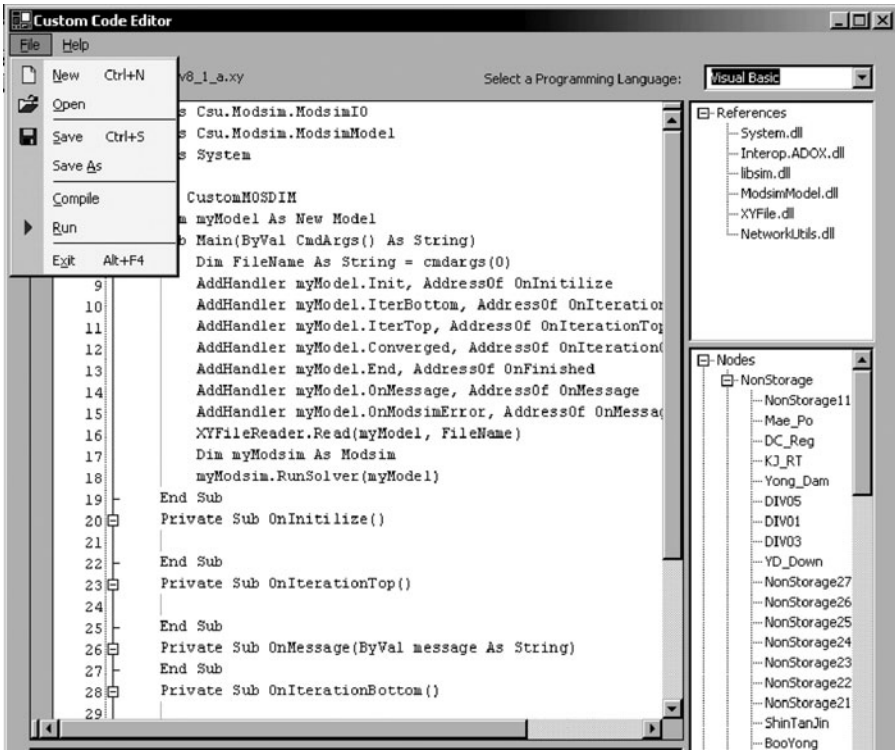 Custom Code Editor
File Help
New Ctrl+N
Open
Save Ctrl+S
Save As
Compile
Run
Exit Alt+F4
v8_1_a.xy
Select a Programming Language:
Visual Basic
s Csu.Modsim.ModsimIO
s Csu.Modsim.ModsimModel
s System
CustomMOSDIM
m myModel As New Model
b Main(ByVal CmdArgs() As String)
Dim FileName As String = cmdargs(0)
9 AddHandler myModel.Init, AddressOf OnInitilize
10 AddHandler myModel.IterBottom, AddressOf OnIteration
11 AddHandler myModel.IterTop, AddressOf OnIterationTop
12 AddHandler myModel.Converged, AddressOf OnIterationC
13 AddHandler myModel.End, AddressOf OnFinished
14 AddHandler myModel.OnMessage, AddressOf OnMessage
15 AddHandler myModel.OnModsimError, AddressOf OnMessag
16 XYFileReader.Read(myModel, FileName)
17 Dim myModsim As Modsim
18 myModsim.RunSolver(myModel)
19 End Sub
20 Private Sub OnInitilize()
21
22 End Sub
23 Private Sub OnIterationTop()
24
25 End Sub
26 Private Sub OnMessage(ByVal message As String)
27 End Sub
28 Private Sub OnIterationBottom()
29
References
System.dll
Interop.ADOX.dll
libsim.dll
ModsimModel.dll
XYFile.dll
NetworkUtils.dll
Nodes
NonStorage
NonStorage11
Mae_Po
DC_Reg
KJ_RT
Yong_Dam
DIV05
DIV01
DIV03
YD_Down
NonStorage27
NonStorage26
NonStorage25
NonStorage24
NonStorage23
NonStorage22
NonStorage21
ShinTanJin
BooYong